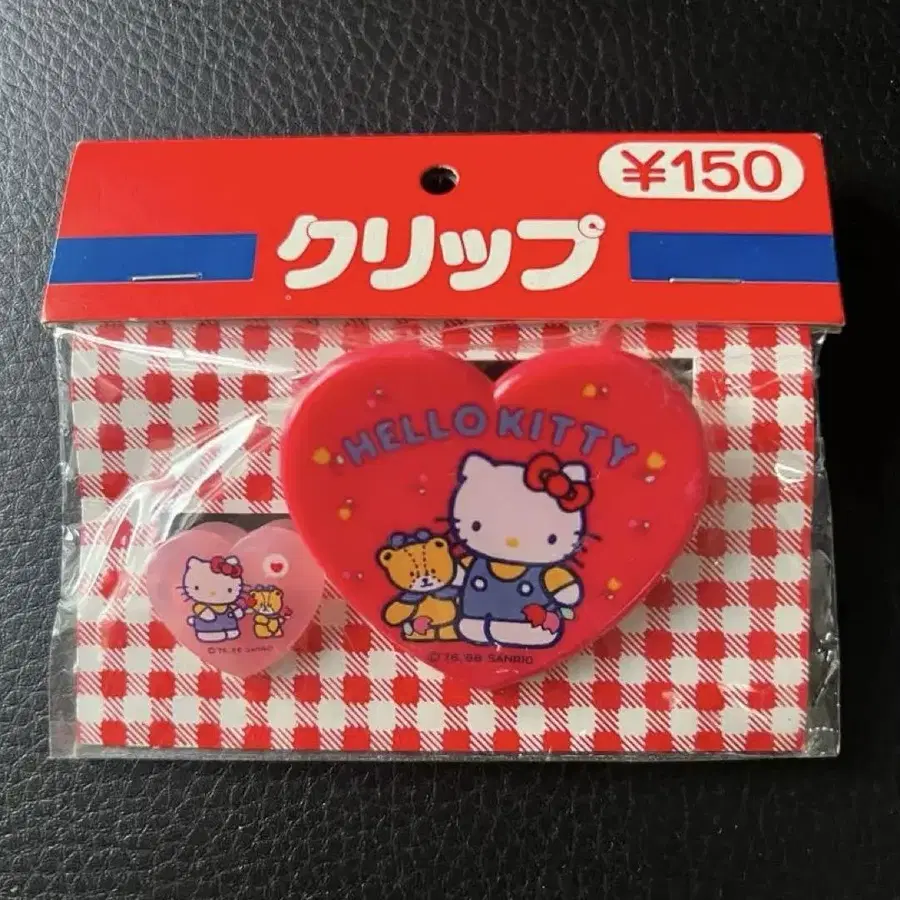 ¥150
クリップ
HELLO KITTY
©'76, '88 SANRIO
©'76, '88 SANRIO